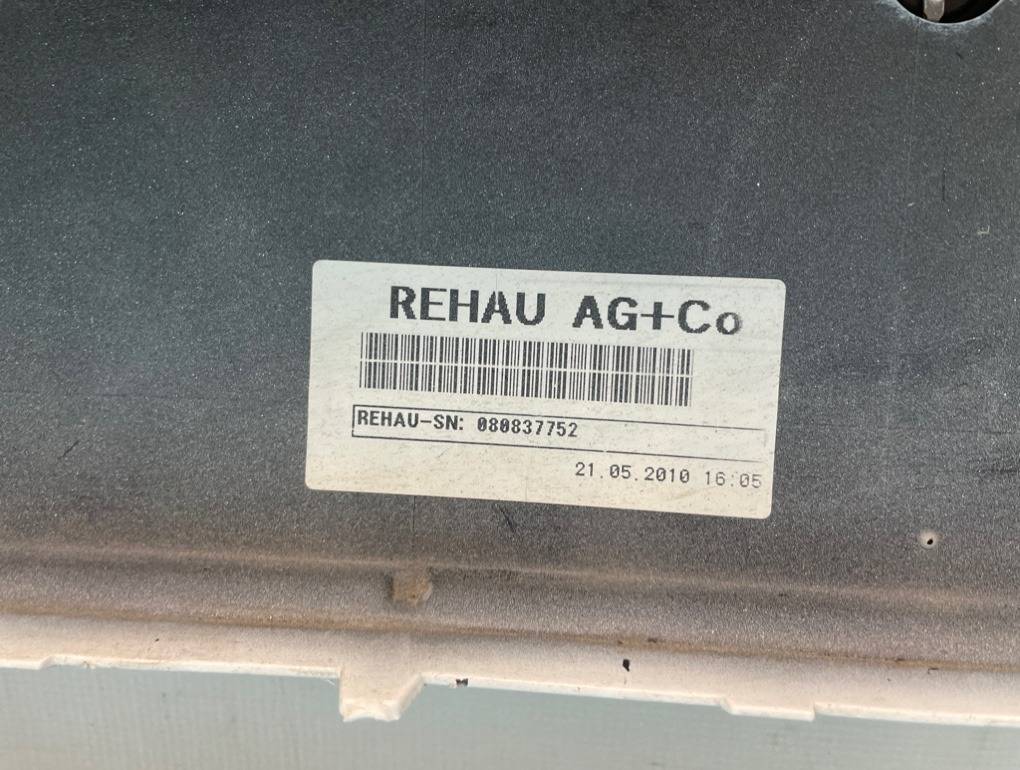 REHAU AG+Co
REHAU-SN: 080837752
21.05.2010 16:05